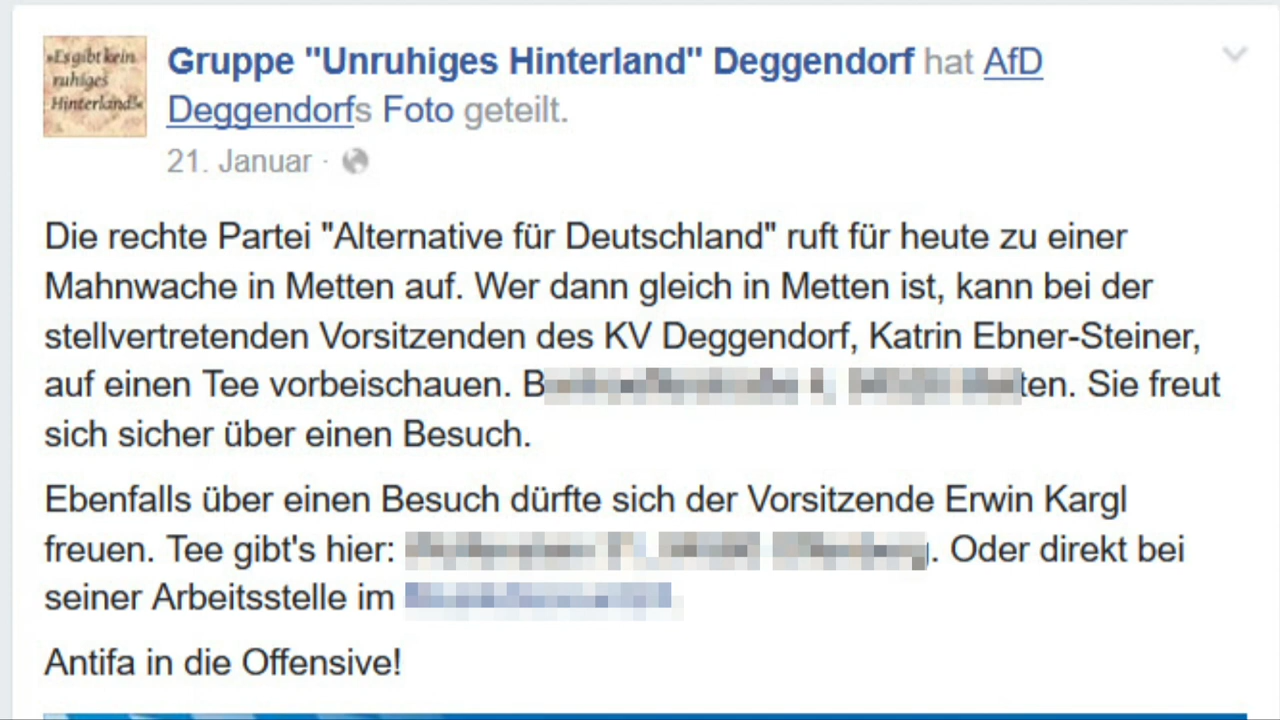 »Es gibt kein
ruhiges
Hinterland!«
Gruppe "Unruhiges Hinterland" Deggendorf hat AfD
Deggendorfs Foto geteilt.
21. Januar ·
Die rechte Partei "Alternative für Deutschland" ruft für heute zu einer
Mahnwache in Metten auf. Wer dann gleich in Metten ist, kann bei der
stellvertretenden Vorsitzenden des KV Deggendorf, Katrin Ebner-Steiner,
auf einen Tee vorbeischauen. Sie freut
sich sicher über einen Besuch.
Ebenfalls über einen Besuch dürfte sich der Vorsitzende Erwin Kargl
freuen. Tee gibt's hier: Oder direkt bei
seiner Arbeitsstelle im
Antifa in die Offensive!